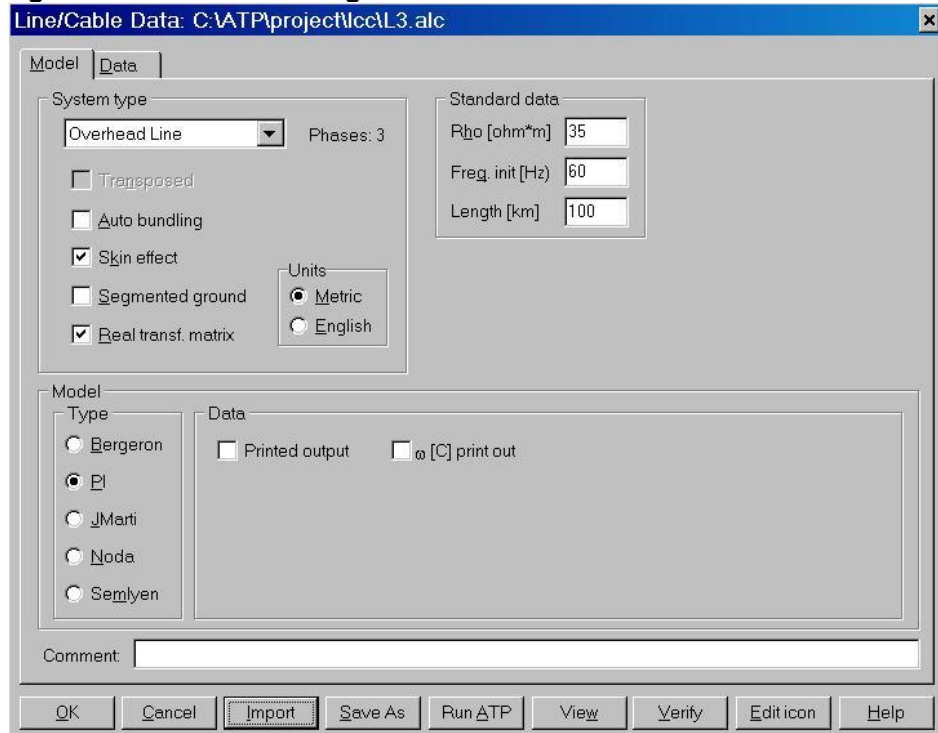 Line/Cable Data: C:\ATP\project\lcc\L3.alc
Model Data
System type
Overhead Line Phases: 3
Transposed
Auto bundling
Skin effect
Segmented ground
Real transf. matrix
Units
Metric
English
Standard data
Rho [ohm*m] 35
Freq. init [Hz) 60
Length [km] 100
Model
Type
Bergeron
PI
JMarti
Noda
Semlyen
Data
Printed output ω [C] print out
Comment:
OK Cancel Import Save As Run ATP View Verify Edit icon Help